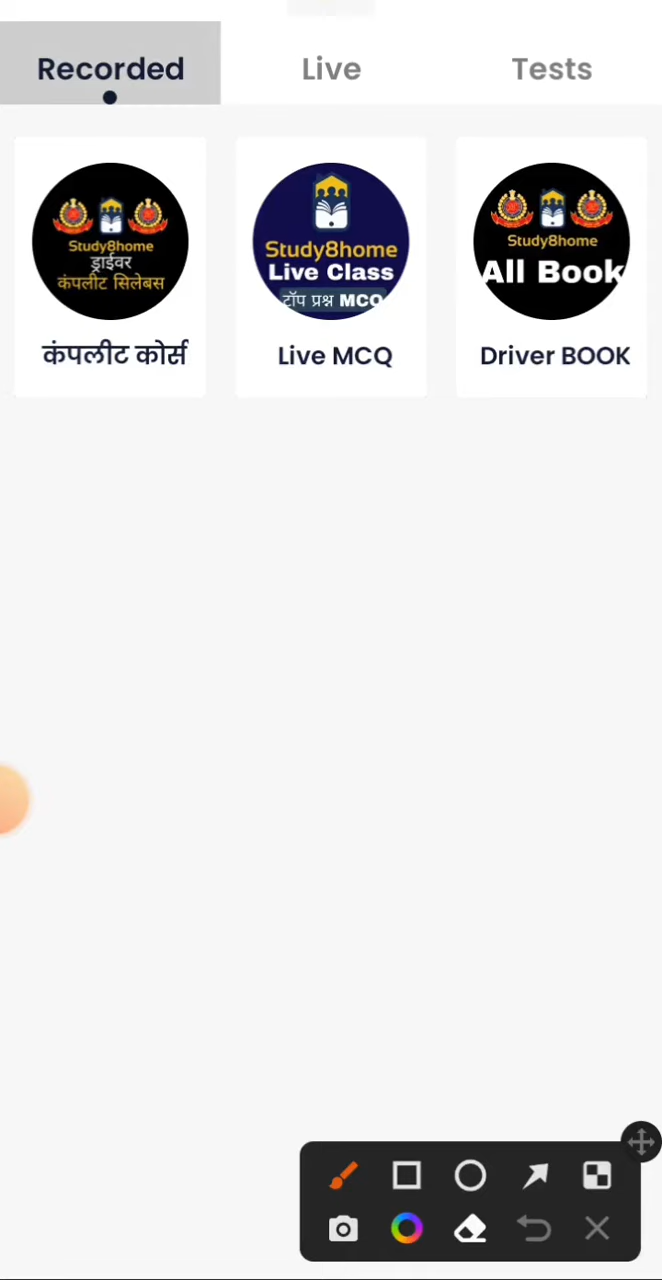 Recorded
Live
Tests
Study8home
ड्राईवर
कंपलीट सिलेबस
कंपलीट कोर्स
Study8home
Live Class
टॉप प्रश्न MCQ
Live MCQ
Study8home
All Book
Driver BOOK